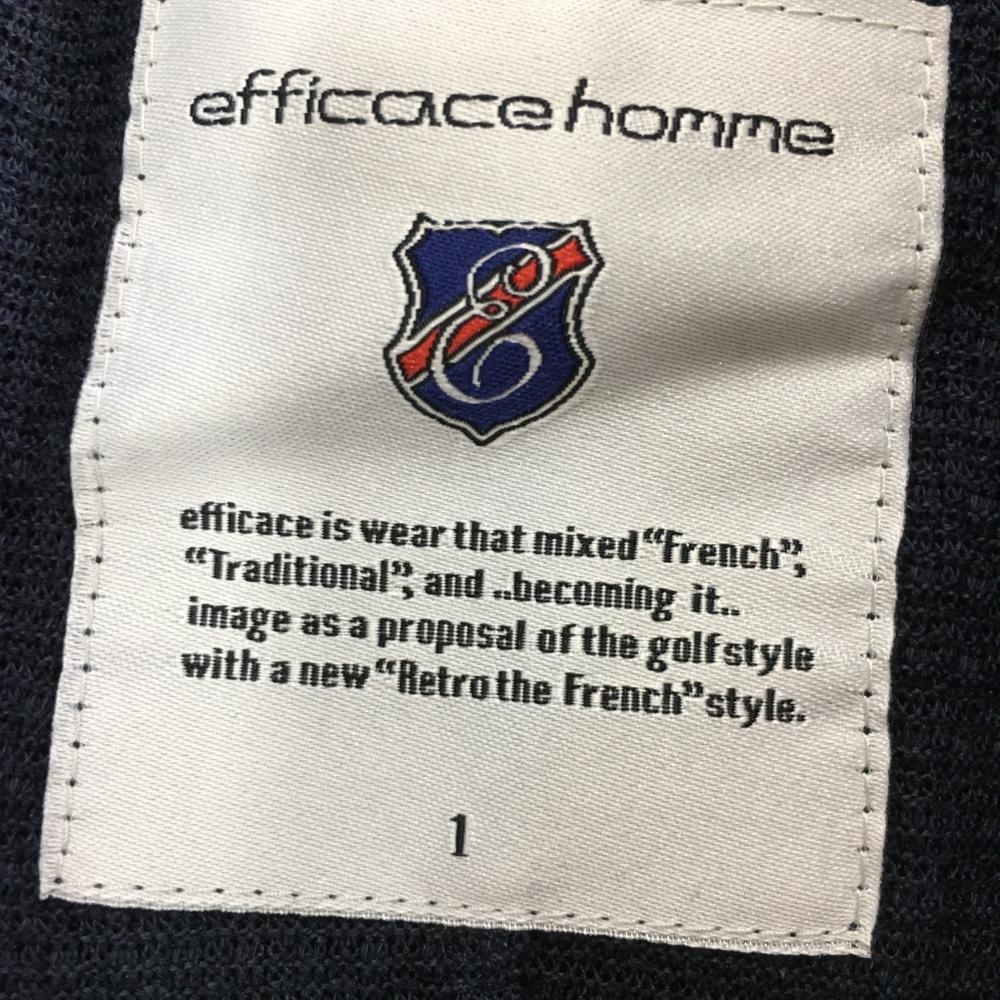 efficace homme
E
efficace is wear that mixed “French”,
“Traditional”, and ..becoming it..
image as a proposal of the golf style
with a new “Retro the French” style.
1